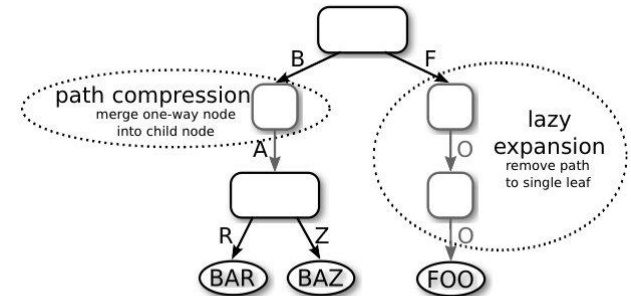 B
F
path compression
merge one-way node
into child node
A
lazy
expansion
remove path
to single leaf
O
R
Z
O
BAR
BAZ
FOO